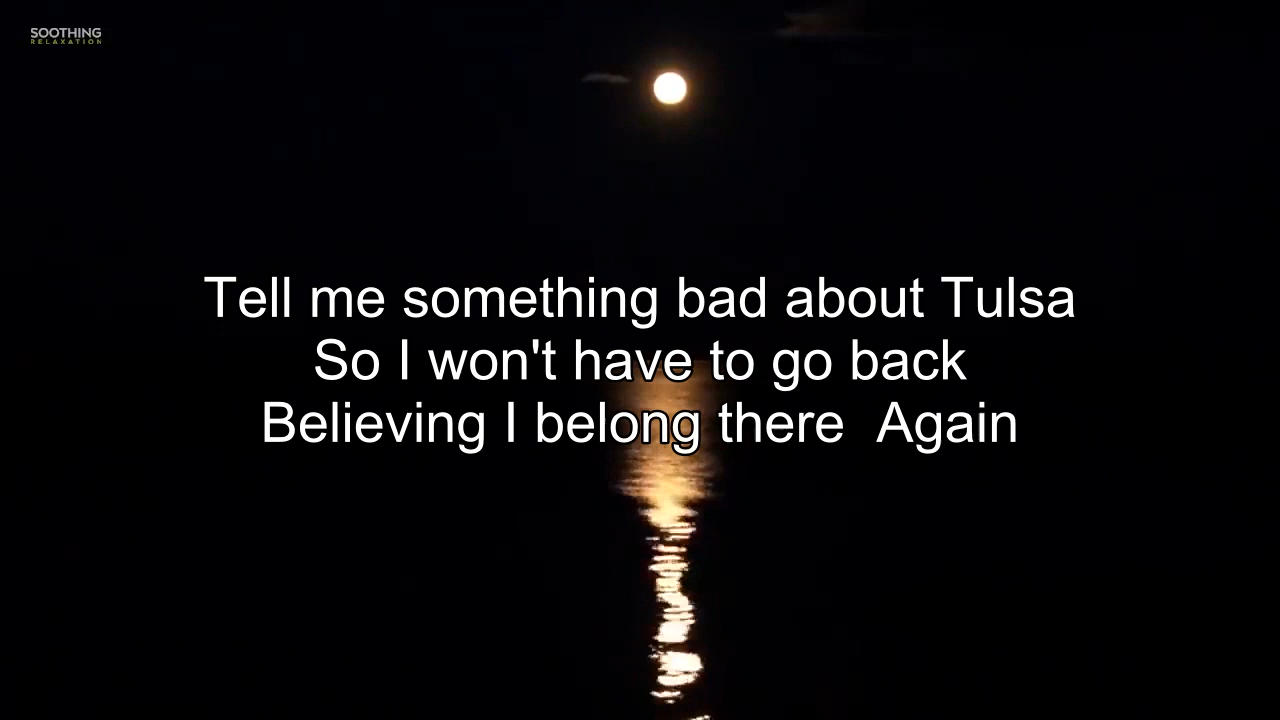 SOOTHING
RELAXATION
Tell me something bad about Tulsa
So I won't have to go back
Believing I belong there  Again